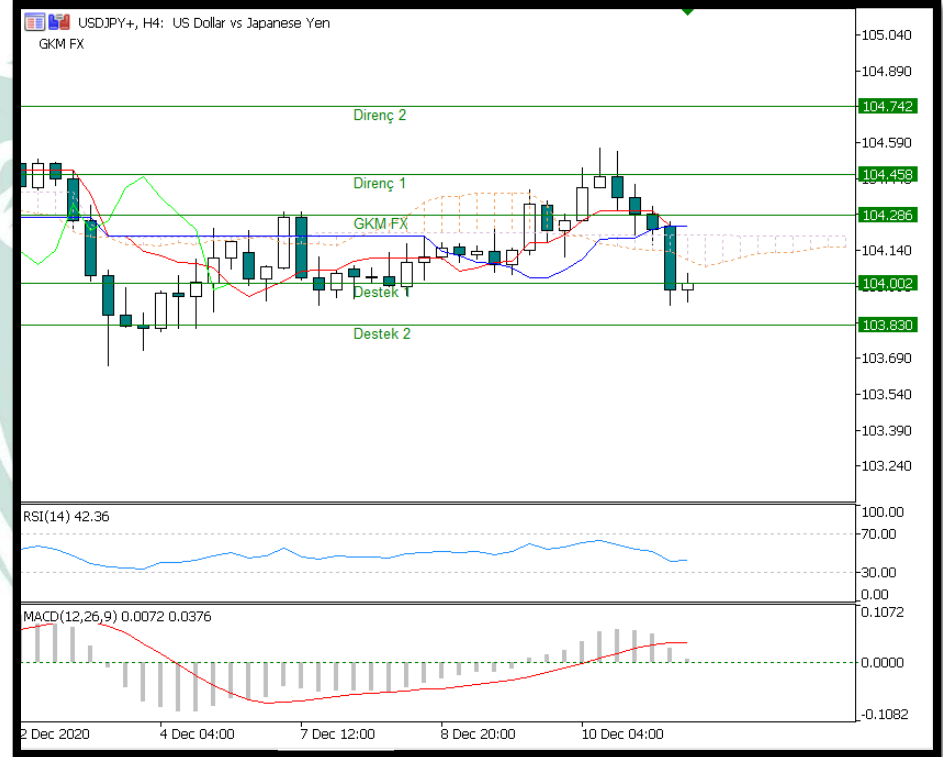 USDJPY+, H4: US Dollar vs Japanese Yen
GKM FX
105.040
104.890
104.742
Direnç 2
104.590
104.458
Direnç 1
104.286
GKM FX
104.140
104.002
Destek 1
103.830
Destek 2
103.690
103.540
103.390
103.240
RSI(14) 42.36
100.00
70.00
30.00
0.00
MACD(12,26,9) 0.0072 0.0376
0.1072
0.0000
-0.1082
2 Dec 2020 4 Dec 04:00 7 Dec 12:00 8 Dec 20:00 10 Dec 04:00